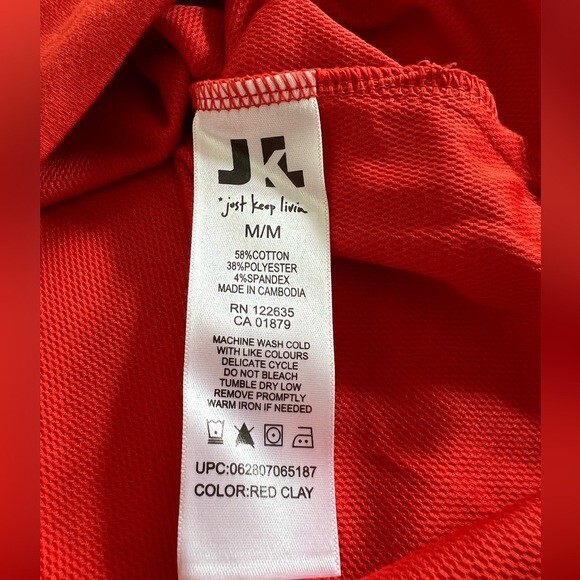 JKL
*just keep livin
M/M
58%COTTON
38%POLYESTER
4%SPANDEX
MADE IN CAMBODIA
RN 122635
CA 01879
MACHINE WASH COLD
WITH LIKE COLOURS
DELICATE CYCLE
DO NOT BLEACH
TUMBLE DRY LOW
REMOVE PROMPTLY
WARM IRON IF NEEDED
UPC:062807065187
COLOR:RED CLAY